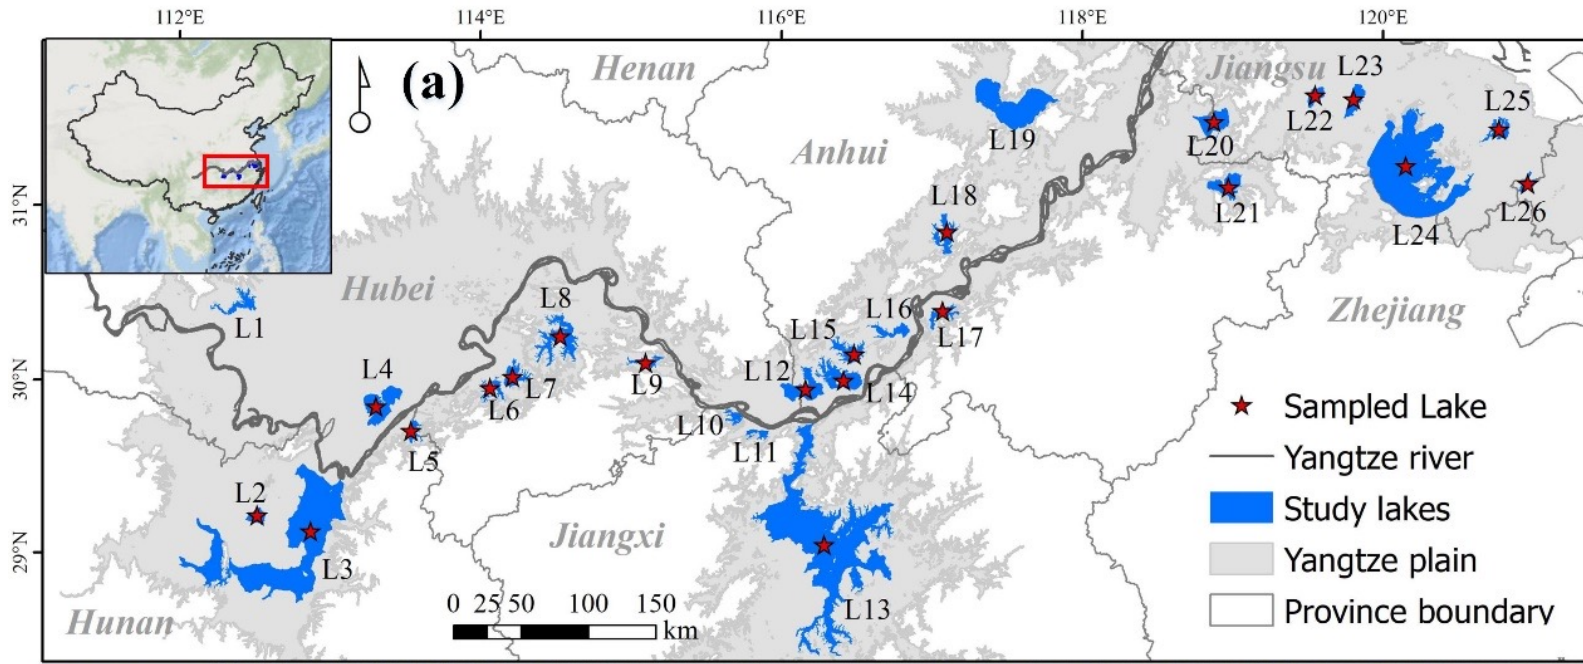 112°E
114°E
116°E
118°E
120°E
(a)
Henan
Jiangsu
L23
L22
L25
L19
L20
Anhui
31°N
L18
L21
L26
L24
Hubei
L1
L8
L16
L17
Zhejiang
L15
30°N
L4
L12
L7
L9
L14
L6
L10
L11
L5
Sampled Lake
Yangtze river
L2
Study lakes
Jiangxi
29°N
L3
Yangtze plain
L13
0 25 50 100 150
km
Hunan
Province boundary